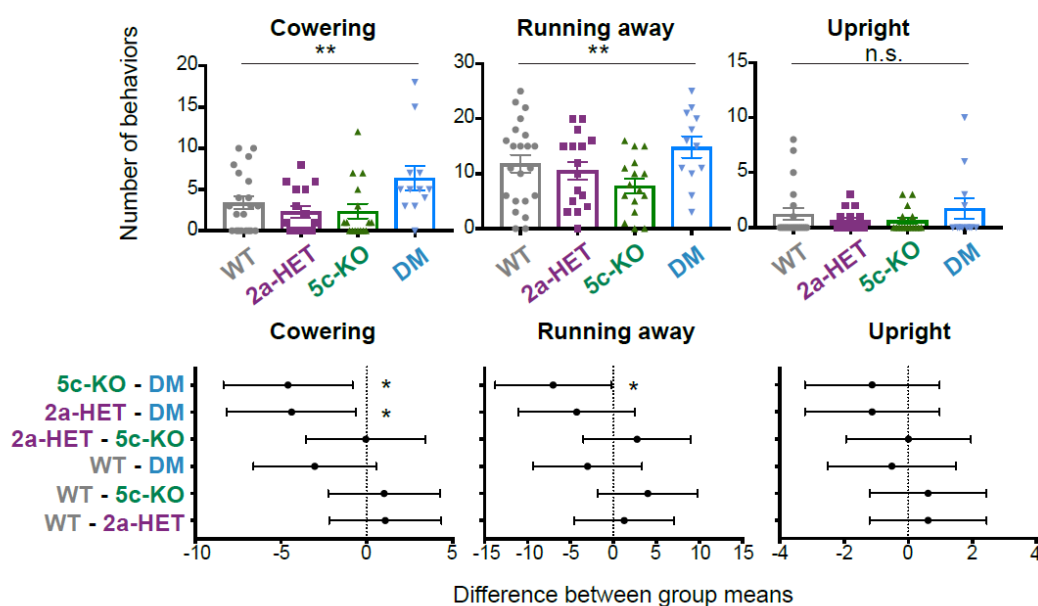 Cowering
Running away
Upright
**
**
n.s.
Number of behaviors
20
15
10
5
0
30
20
10
0
15
10
5
0
WT
2a-HET
5c-KO
DM
WT
2a-HET
5c-KO
DM
WT
2a-HET
5c-KO
DM
Cowering
Running away
Upright
5c-KO - DM
2a-HET - DM
2a-HET - 5c-KO
WT - DM
WT - 5c-KO
WT - 2a-HET
*
*
*
-10 -5 0 5
-15 -10 -5 0 5 10 15
-4 -2 0 2 4
Difference between group means